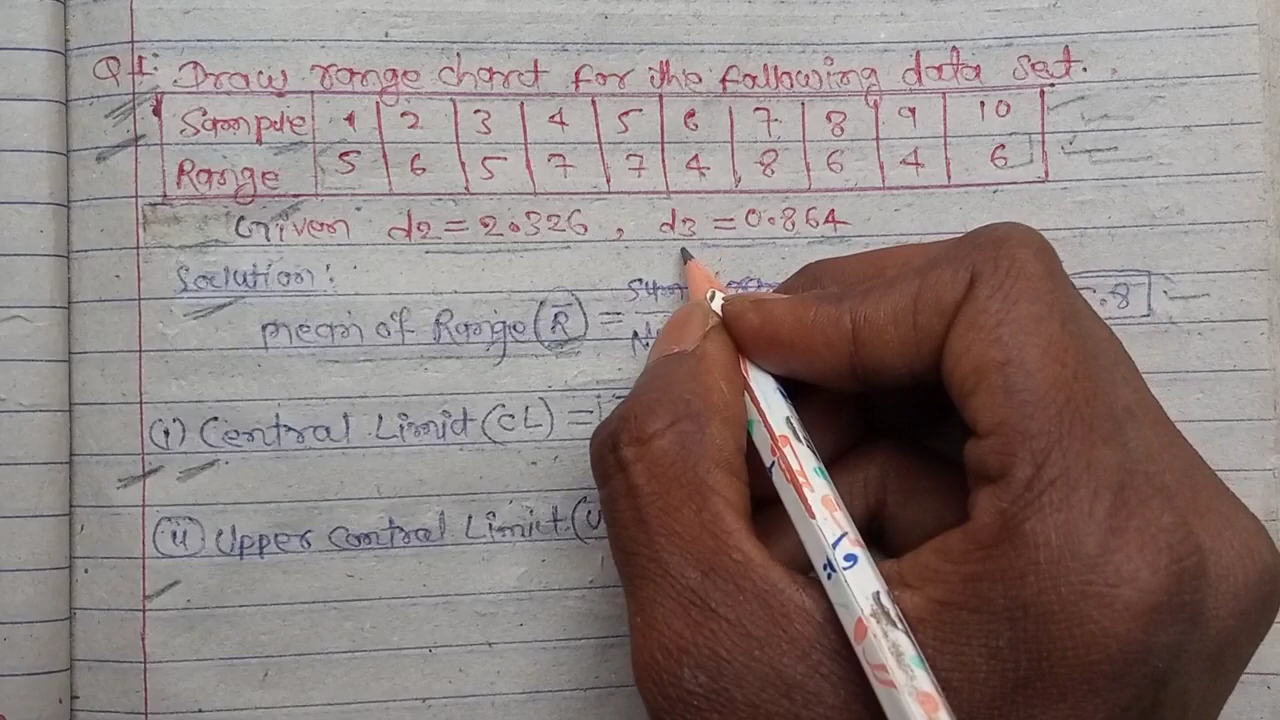 Q1: Draw range chart for the following data set.
Sample 1 2 3 4 5 6 7 8 9 10
Range 5 6 5 7 7 4 8 6 4 6
Given d2 = 2.326, d3 = 0.864
Solution:
mean of Range (R̄) = .8
(i) Central Limit (CL) =
(ii) Upper Control Limit (U